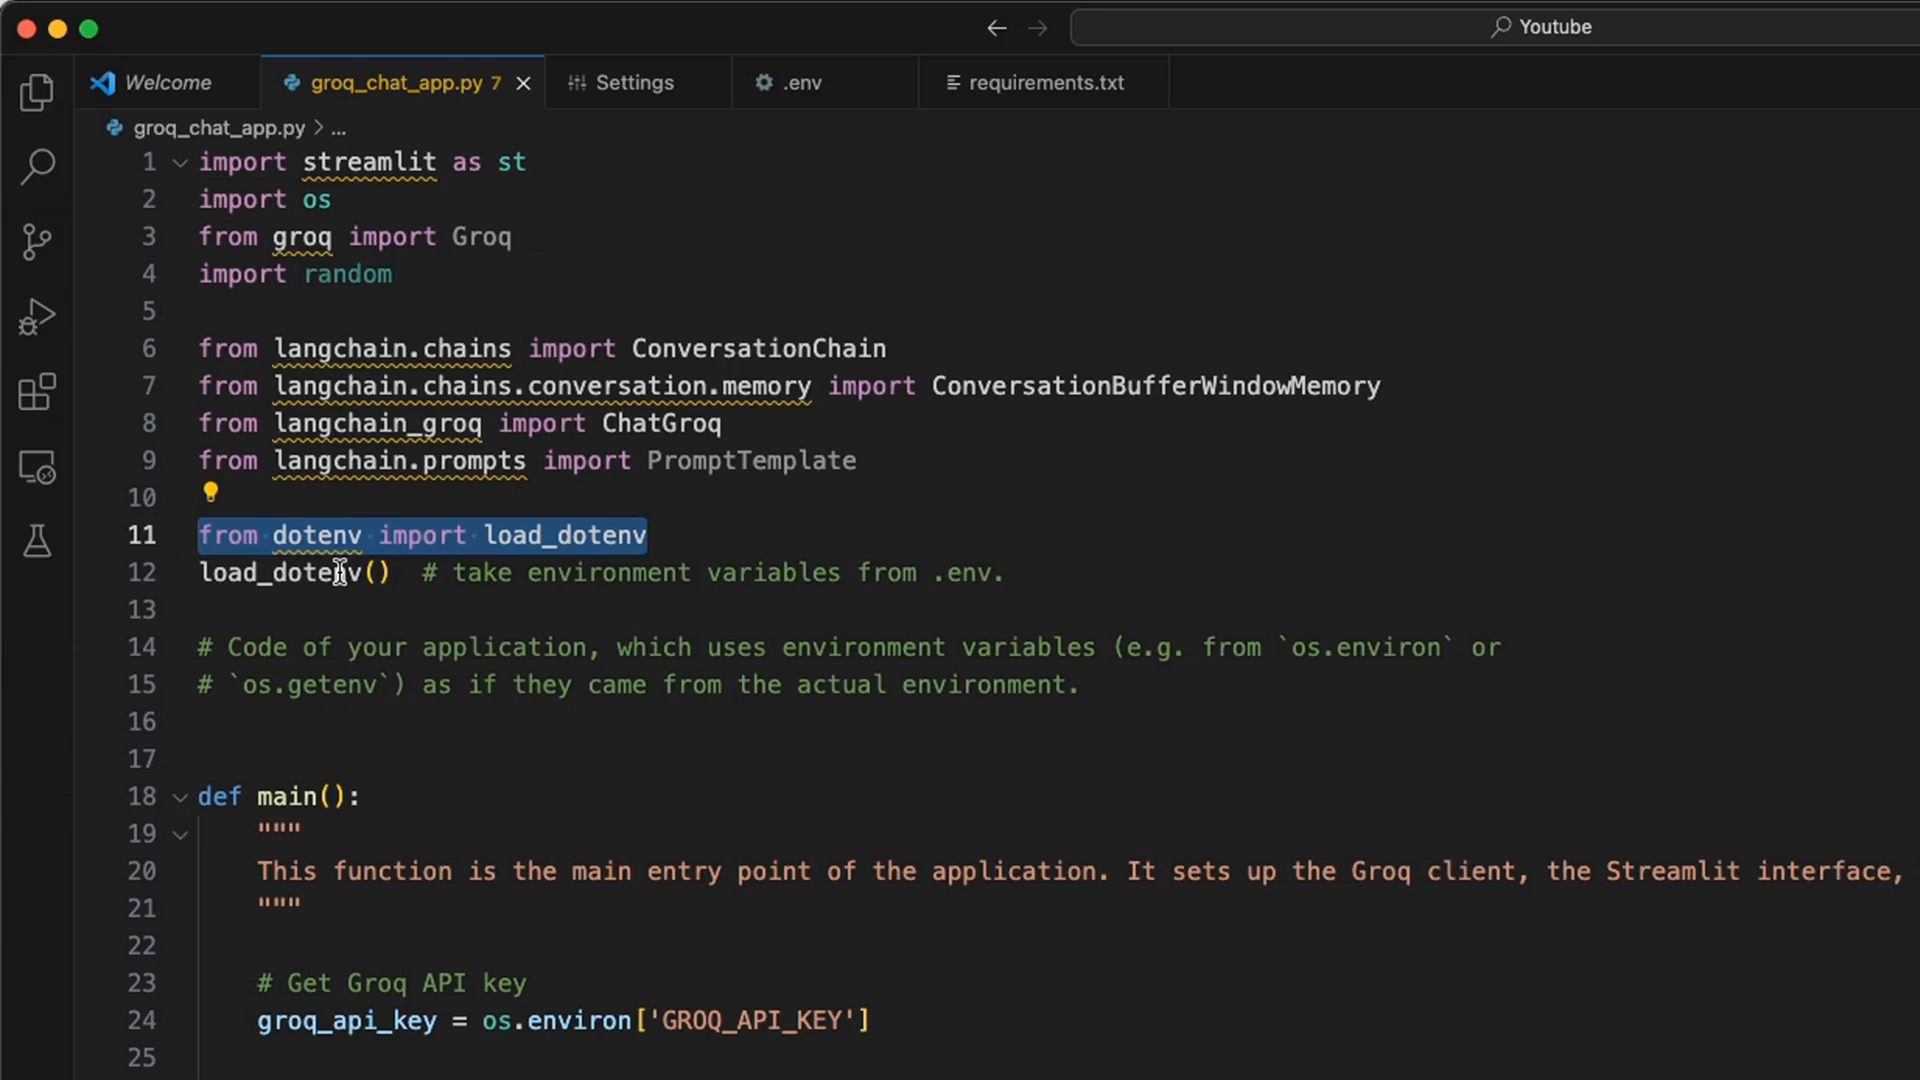 Youtube
Welcome
groq_chat_app.py 7
Settings
.env
requirements.txt
groq_chat_app.py > ...
1 import streamlit as st
2 import os
3 from groq import Groq
4 import random
5
6 from langchain.chains import ConversationChain
7 from langchain.chains.conversation.memory import ConversationBufferWindowMemory
8 from langchain_groq import ChatGroq
9 from langchain.prompts import PromptTemplate
10
11 from dotenv import load_dotenv
12 load_dotenv()  # take environment variables from .env.
13
14 # Code of your application, which uses environment variables (e.g. from `os.environ` or
15 # `os.getenv`) as if they came from the actual environment.
16
17
18 def main():
19     """
20     This function is the main entry point of the application. It sets up the Groq client, the Streamlit interface,
21     """
22
23     # Get Groq API key
24     groq_api_key = os.environ['GROQ_API_KEY']
25